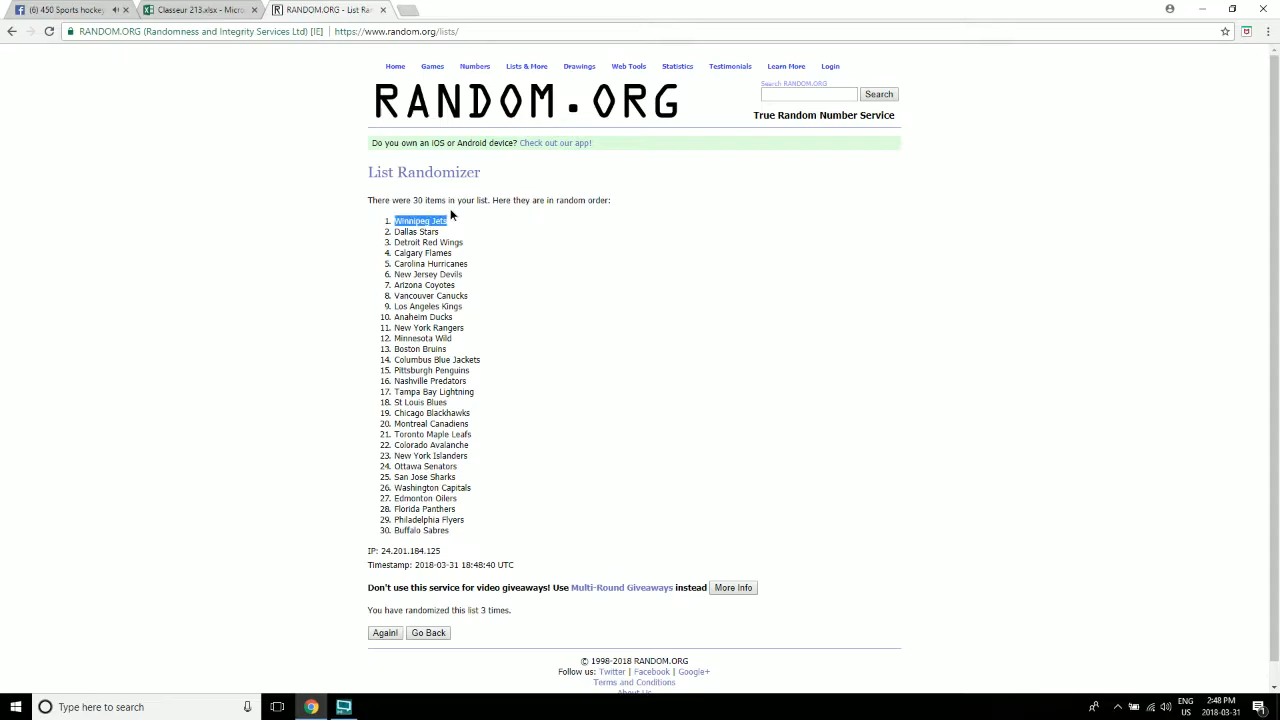 (6) 450 Sports hockey
Classeur 213.xlsx - Micros
RANDOM.ORG - List Ran
RANDOM.ORG (Randomness and Integrity Services Ltd) [IE] https://www.random.org/lists/
Home Games Numbers Lists & More Drawings Web Tools Statistics Testimonials Learn More Login
Search RANDOM.ORG
RANDOM.ORG
Search
True Random Number Service
Do you own an iOS or Android device? Check out our app!
List Randomizer
There were 30 items in your list. Here they are in random order:
1. Winnipeg Jets
2. Dallas Stars
3. Detroit Red Wings
4. Calgary Flames
5. Carolina Hurricanes
6. New Jersey Devils
7. Arizona Coyotes
8. Vancouver Canucks
9. Los Angeles Kings
10. Anaheim Ducks
11. New York Rangers
12. Minnesota Wild
13. Boston Bruins
14. Columbus Blue Jackets
15. Pittsburgh Penguins
16. Nashville Predators
17. Tampa Bay Lightning
18. St Louis Blues
19. Chicago Blackhawks
20. Montreal Canadiens
21. Toronto Maple Leafs
22. Colorado Avalanche
23. New York Islanders
24. Ottawa Senators
25. San Jose Sharks
26. Washington Capitals
27. Edmonton Oilers
28. Florida Panthers
29. Philadelphia Flyers
30. Buffalo Sabres
IP: 24.201.184.125
Timestamp: 2018-03-31 18:48:40 UTC
Don't use this service for video giveaways! Use Multi-Round Giveaways instead More Info
You have randomized this list 3 times.
Again! Go Back
© 1998-2018 RANDOM.ORG
Follow us: Twitter | Facebook | Google+
Terms and Conditions
About Us
Type here to search
ENG
US
2:48 PM
2018-03-31